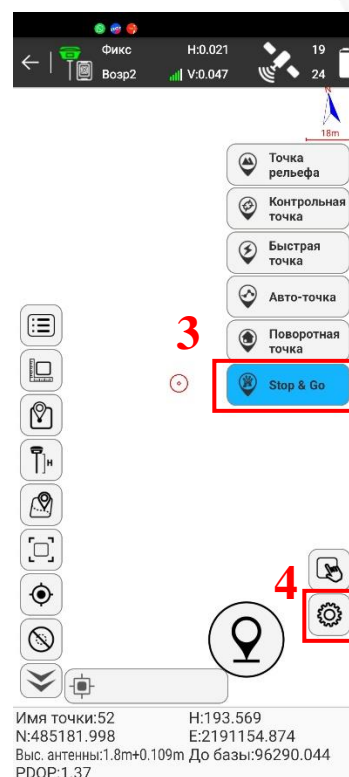 Фикс H:0.021 19
Возр2 V:0.047 24
N
18m
Точка
рельефа
Контрольная
точка
Быстрая
точка
Авто-точка
3
Поворотная
точка
Stop & Go
H
4
Имя точки:52 H:193.569
N:485181.998 E:2191154.874
Выс. антенны:1.8m+0.109m До базы:96290.044
PDOP:1.37